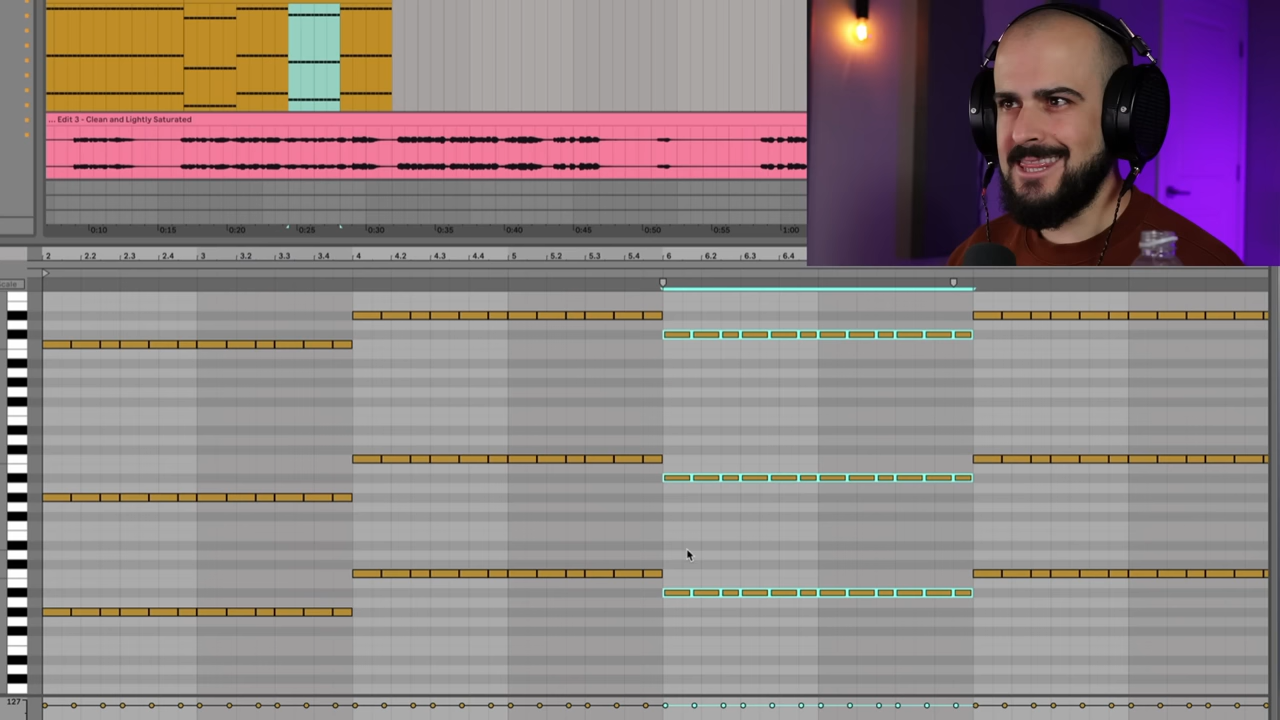 ... Edit 3 - Clean and Lightly Saturated
0:10 0:15 0:20 0:25 0:30 0:35 0:40 0:45 0:50 0:55 1:00
2 2.2 2.3 2.4 3 3.2 3.3 3.4 4 4.2 4.3 4.4 5 5.2 5.3 5.4 6 6.2 6.3 6.4
cale
127